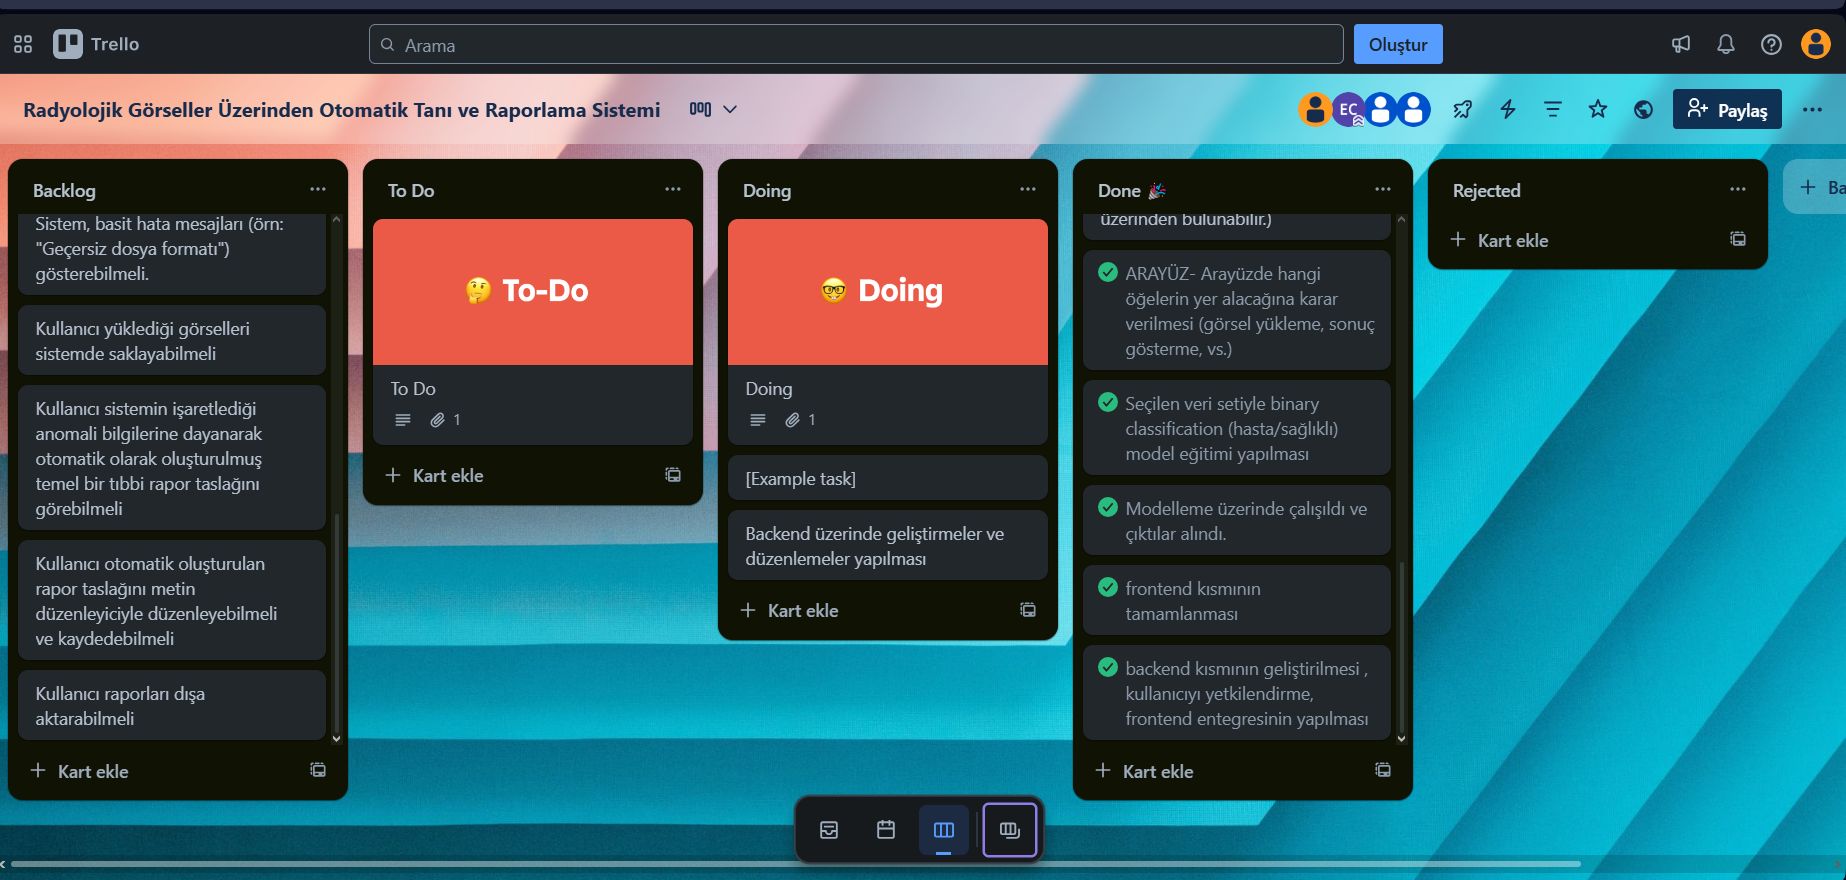 Trello
Arama
Oluştur
Radyolojik Görseller Üzerinden Otomatik Tanı ve Raporlama Sistemi
EC
Paylaş
Backlog
Sistem, basit hata mesajları (örn:
"Geçersiz dosya formatı")
gösterebilmeli.
Kullanıcı yüklediği görselleri
sistemde saklayabilmeli
Kullanıcı sistemin işaretlediği
anomali bilgilerine dayanarak
otomatik olarak oluşturulmuş
temel bir tıbbi rapor taslağını
görebilmeli
Kullanıcı otomatik oluşturulan
rapor taslağını metin
düzenleyiciyle düzenleyebilmeli
ve kaydedebilmeli
Kullanıcı raporları dışa
aktarabilmeli
Kart ekle
To Do
🤔 To-Do
To Do
1
Kart ekle
Doing
🤓 Doing
Doing
1
[Example task]
Backend üzerinde geliştirmeler ve
düzenlemeler yapılması
Kart ekle
Done 🎉
üzerinden bulunabilir.)
ARAYÜZ- Arayüzde hangi
öğelerin yer alacağına karar
verilmesi (görsel yükleme, sonuç
gösterme, vs.)
Seçilen veri setiyle binary
classification (hasta/sağlıklı)
model eğitimi yapılması
Modelleme üzerinde çalışıldı ve
çıktılar alındı.
frontend kısmının
tamamlanması
backend kısmının geliştirilmesi ,
kullanıcıyı yetkilendirme,
frontend entegresinin yapılması
Kart ekle
Rejected
Kart ekle
Ba